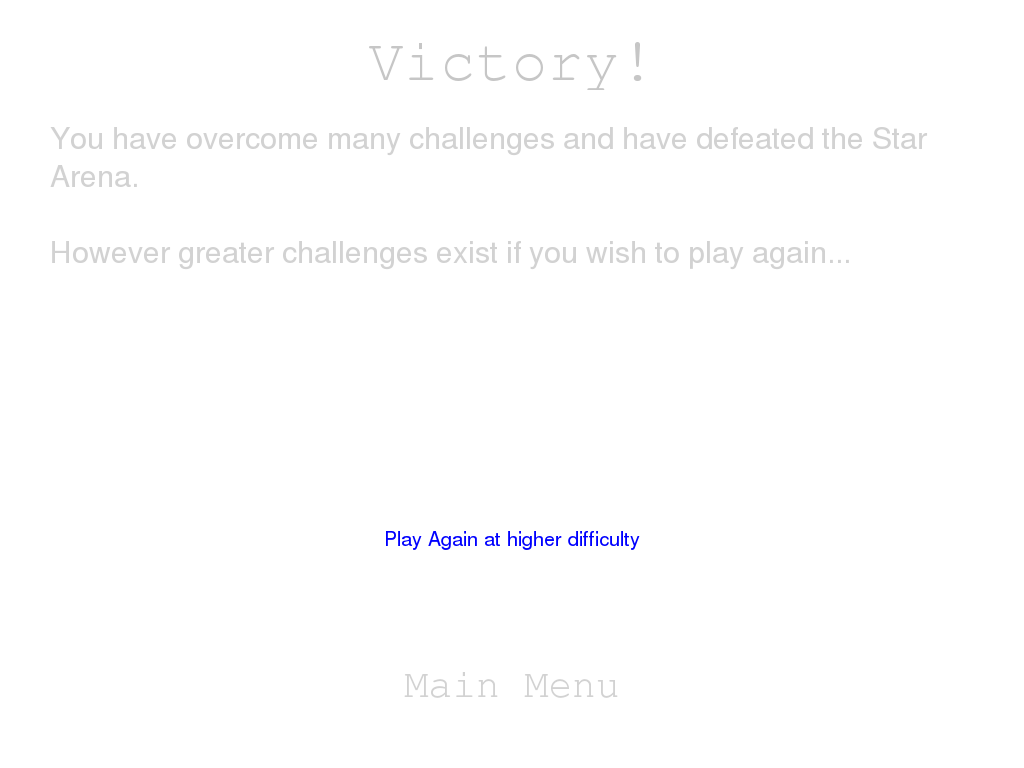 Victory!
You have overcome many challenges and have defeated the Star
Arena.
However greater challenges exist if you wish to play again...
Play Again at higher difficulty
Main Menu